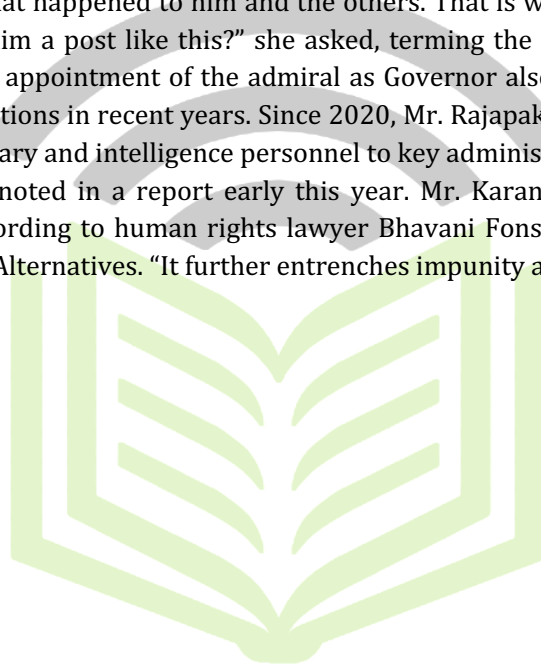 at happened to him and the others. That is w
im a post like this?” she asked, terming the
appointment of the admiral as Governor also
tions in recent years. Since 2020, Mr. Rajapak
ary and intelligence personnel to key adminis
noted in a report early this year. Mr. Karan
ording to human rights lawyer Bhavani Fons
Alternatives. “It further entrenches impunity a